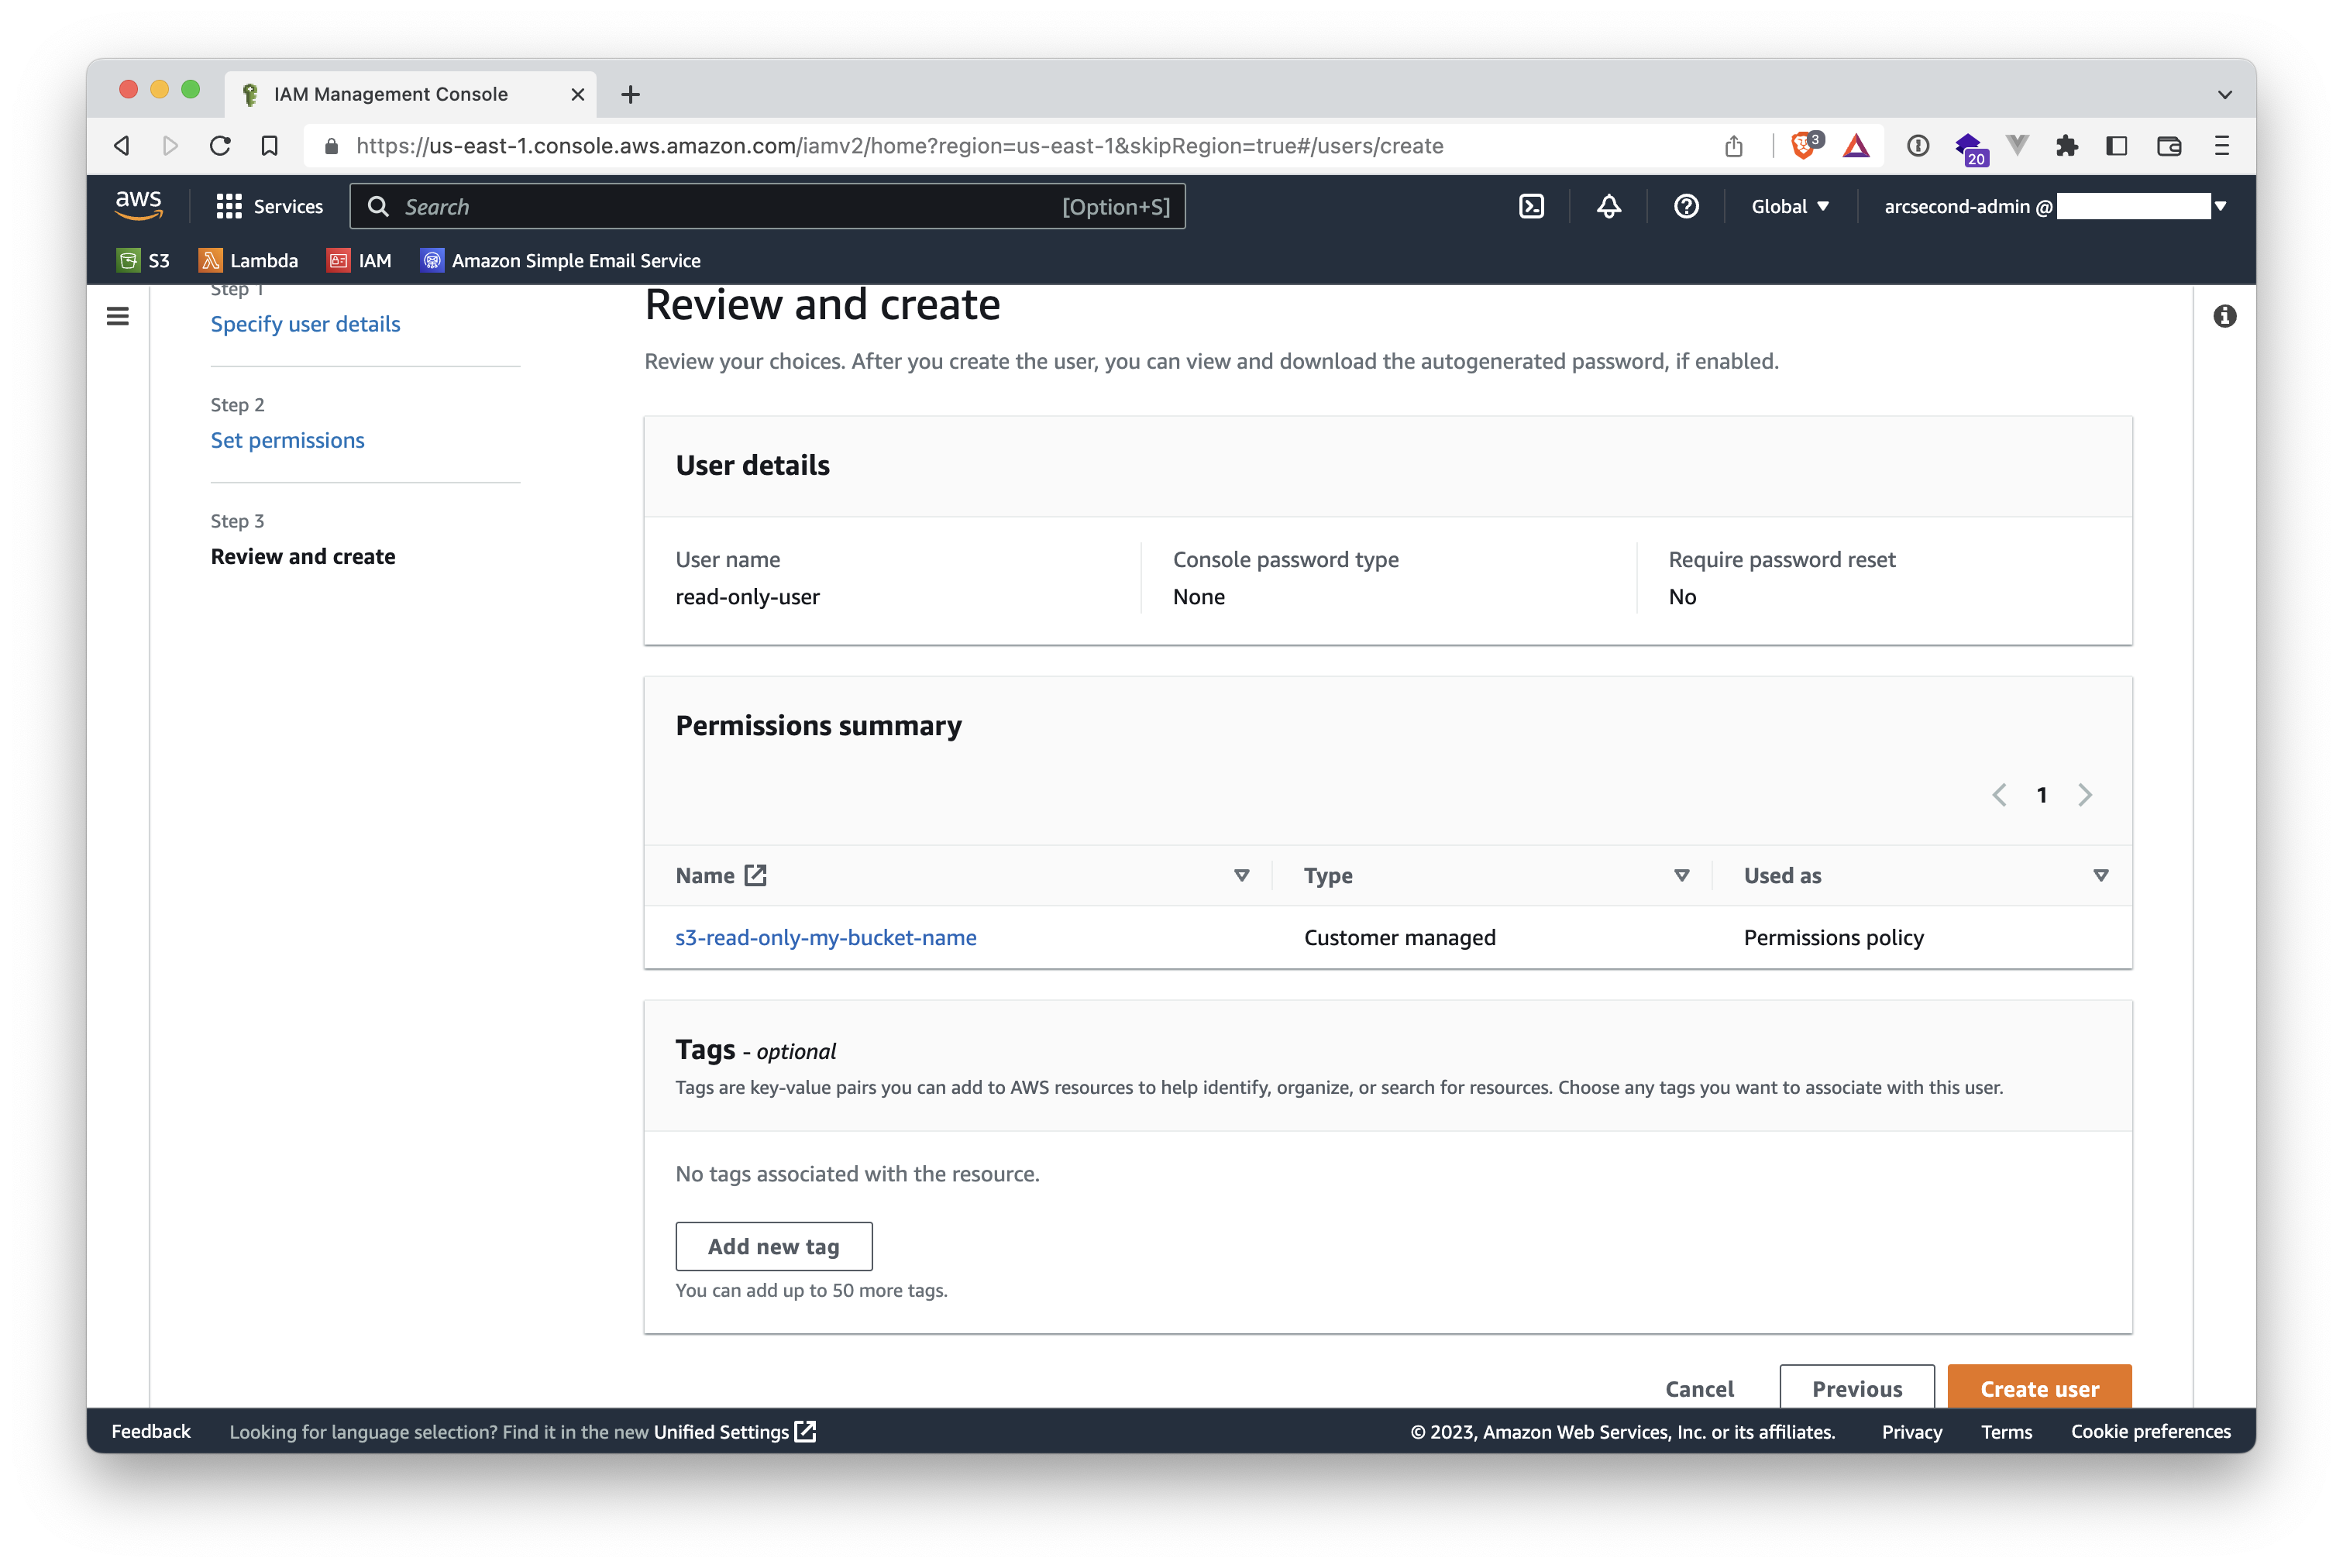 IAM Management Console
https://us-east-1.console.aws.amazon.com/iamv2/home?region=us-east-1&skipRegion=true#/users/create
3
20
aws
Services
Search
[Option+S]
Global
arcsecond-admin @
S3
Lambda
IAM
Amazon Simple Email Service
Step 1
Specify user details
Step 2
Set permissions
Step 3
Review and create
Review and create
Review your choices. After you create the user, you can view and download the autogenerated password, if enabled.
User details
User name
read-only-user
Console password type
None
Require password reset
No
Permissions summary
1
Name
Type
Used as
s3-read-only-my-bucket-name
Customer managed
Permissions policy
Tags - optional
Tags are key-value pairs you can add to AWS resources to help identify, organize, or search for resources. Choose any tags you want to associate with this user.
No tags associated with the resource.
Add new tag
You can add up to 50 more tags.
Cancel
Previous
Create user
Feedback
Looking for language selection? Find it in the new Unified Settings
© 2023, Amazon Web Services, Inc. or its affiliates.
Privacy
Terms
Cookie preferences